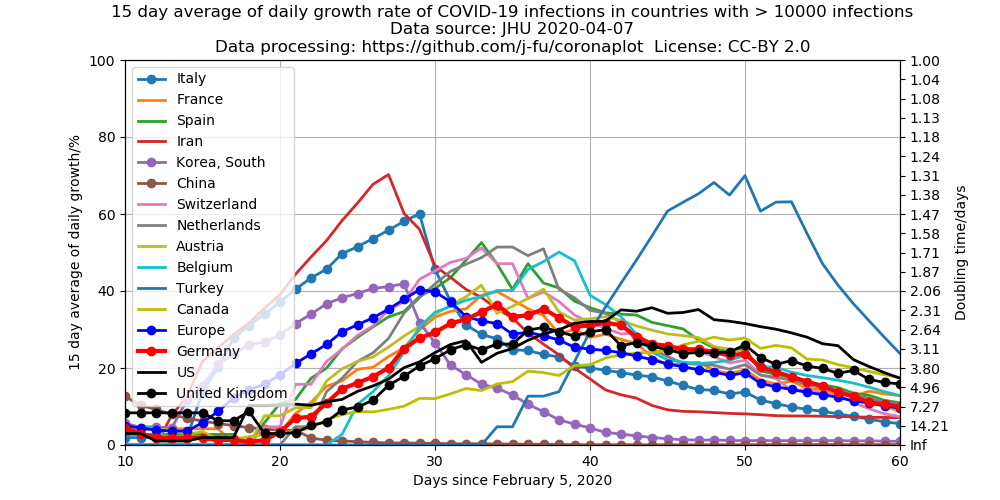 15 day average of daily growth rate of COVID-19 infections in countries with > 10000 infections
Data source: JHU 2020-04-07
Data processing: https://github.com/j-fu/coronaplot  License: CC-BY 2.0
15 day average of daily growth/%
100
80
60
40
20
0
Italy
France
Spain
Iran
Korea, South
China
Switzerland
Netherlands
Austria
Belgium
Turkey
Canada
Europe
Germany
US
United Kingdom
1.00
1.04
1.08
1.13
1.18
1.24
1.31
1.38
1.47
1.58
1.71
1.87
2.06
2.31
2.64
3.11
3.80
4.96
7.27
14.21
Inf
Doubling time/days
10
20
30
40
50
60
Days since February 5, 2020